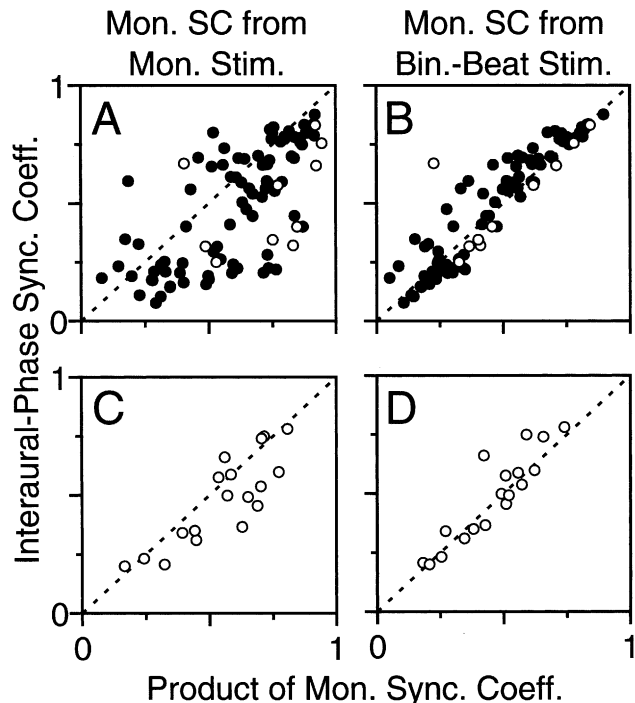 Mon. SC from Mon. SC from
Mon. Stim. Bin.-Beat Stim.
1
A B
0
Interaural-Phase Sync. Coeff.
1
C D
0
0 1 0 1
Product of Mon. Sync. Coeff.